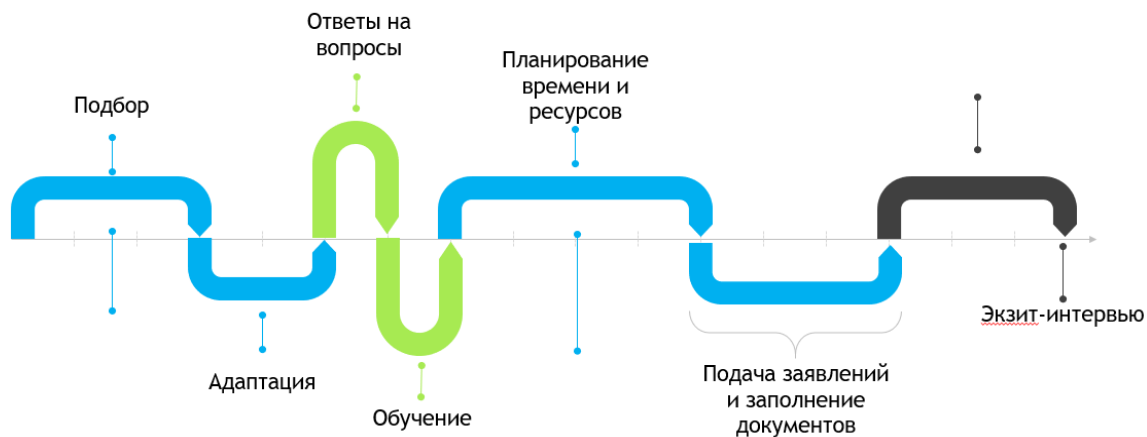 Ответы на
вопросы
Подбор
Планирование
времени и
ресурсов
Адаптация
Обучение
Подача заявлений
и заполнение
документов
Экзит-интервью